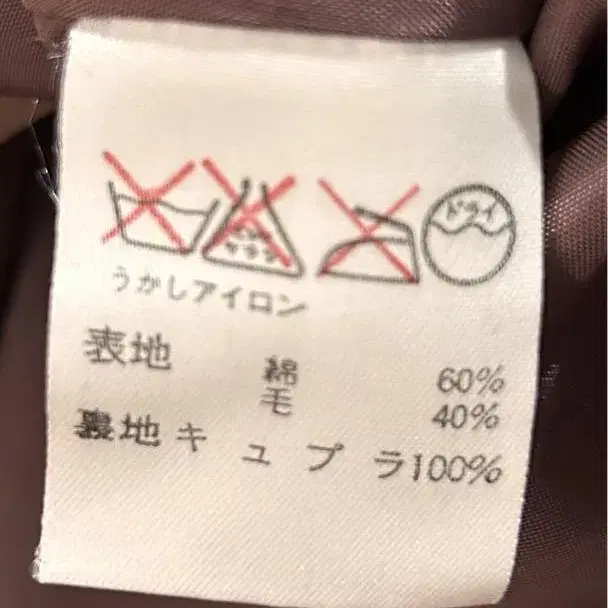 ドライ
うかしアイロン
表地 綿 60%
毛 40%
裏地 キュプラ100%